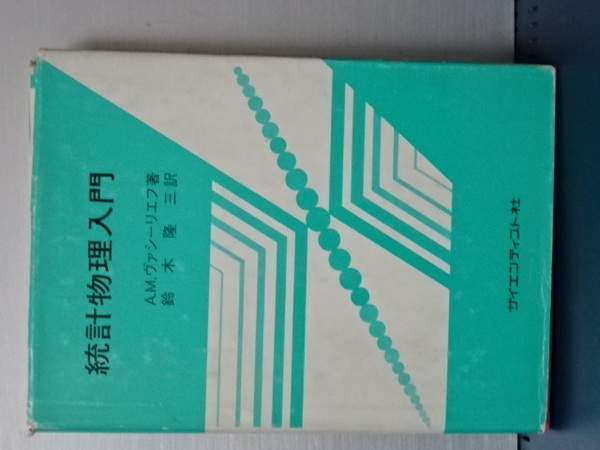 統計物理入門
A.M.ヴァシーリエフ著
鈴木隆三訳
サイエンティスト社